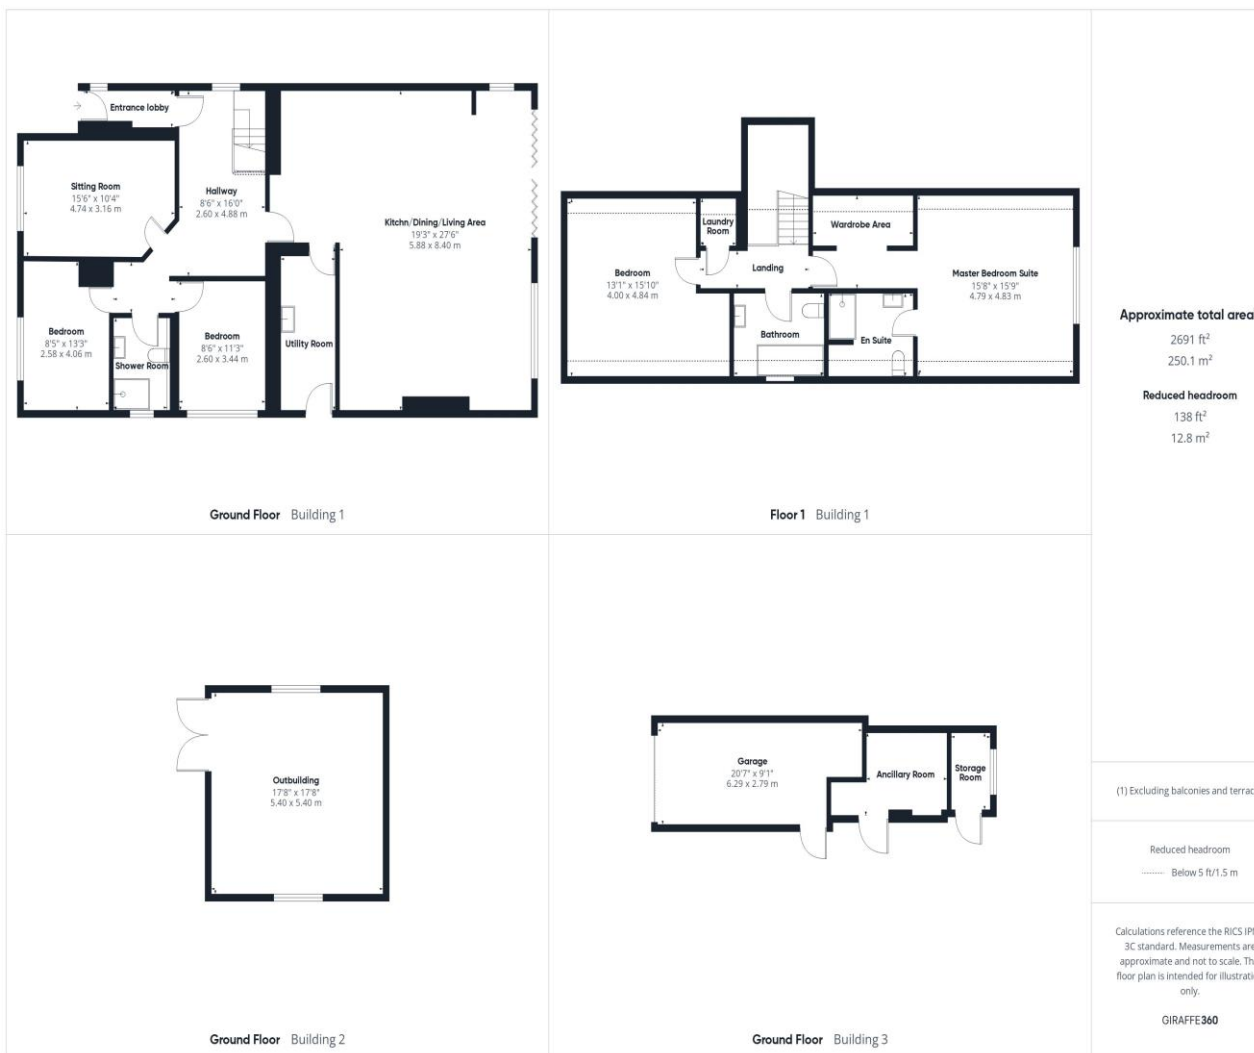 Entrance lobby
Sitting Room
15'6" x 10'4"
4.74 x 3.16 m
Hallway
8'6" x 16'0"
2.60 x 4.88 m
Kitchn/Dining/Living Area
19'3" x 27'6"
5.88 x 8.40 m
Bedroom
8'5" x 13'3"
2.58 x 4.06 m
Shower Room
Bedroom
8'6" x 11'3"
2.60 x 3.44 m
Utility Room
Ground Floor Building 1
Laundry
Room
Wardrobe Area
Bedroom
13'1" x 15'10"
4.00 x 4.84 m
Landing
Master Bedroom Suite
15'8" x 15'9"
4.79 x 4.83 m
Bathroom
En Suite
Floor 1 Building 1
Approximate total area
2691 ft²
250.1 m²
Reduced headroom
138 ft²
12.8 m²
Outbuilding
17'8" x 17'8"
5.40 x 5.40 m
Ground Floor Building 2
Garage
20'7" x 9'1"
6.29 x 2.79 m
Ancillary Room
Storage
Room
Ground Floor Building 3
(1) Excluding balconies and
Reduced headroom
Below 5 ft/1.5 m
Calculations reference the RICS
3C standard. Measurements are
approximate and not to scale.
floor plan is intended for
only.
GIRAFFE360